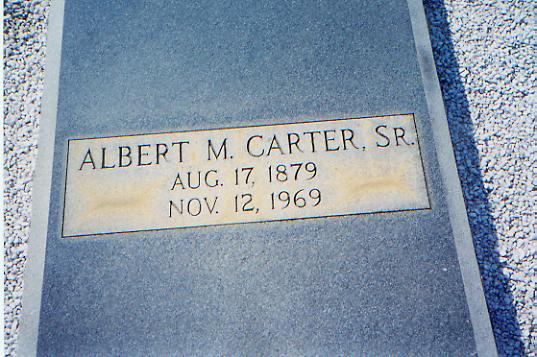 ALBERT M. CARTER, SR.
AUG. 17, 1879
NOV. 12, 1969